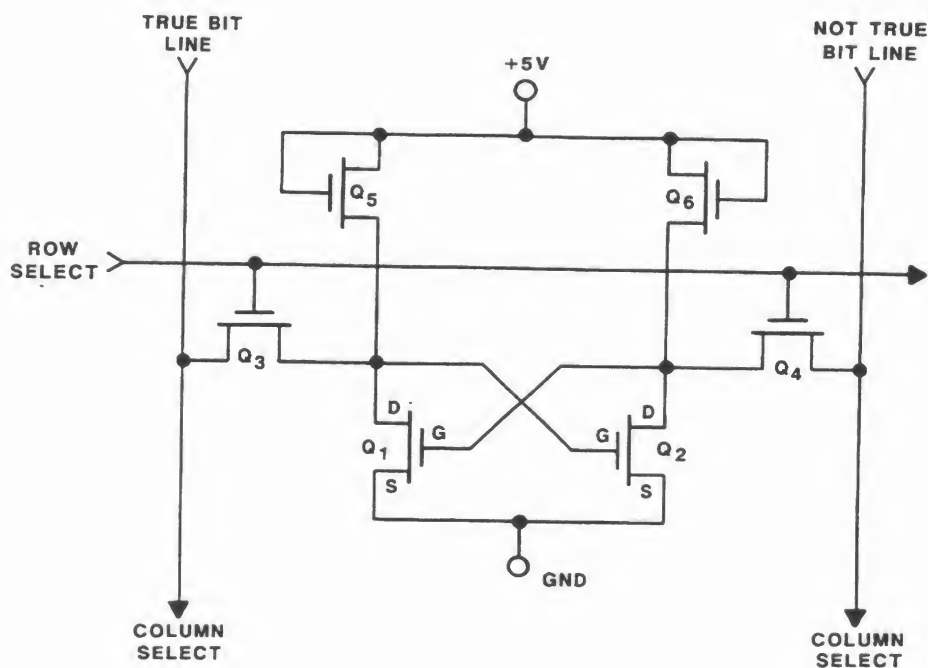 TRUE BIT
LINE
NOT TRUE
BIT LINE
+5V
Q5
Q6
ROW
SELECT
Q3
Q4
D
G
Q1
S
D
G
Q2
S
GND
COLUMN
SELECT
COLUMN
SELECT